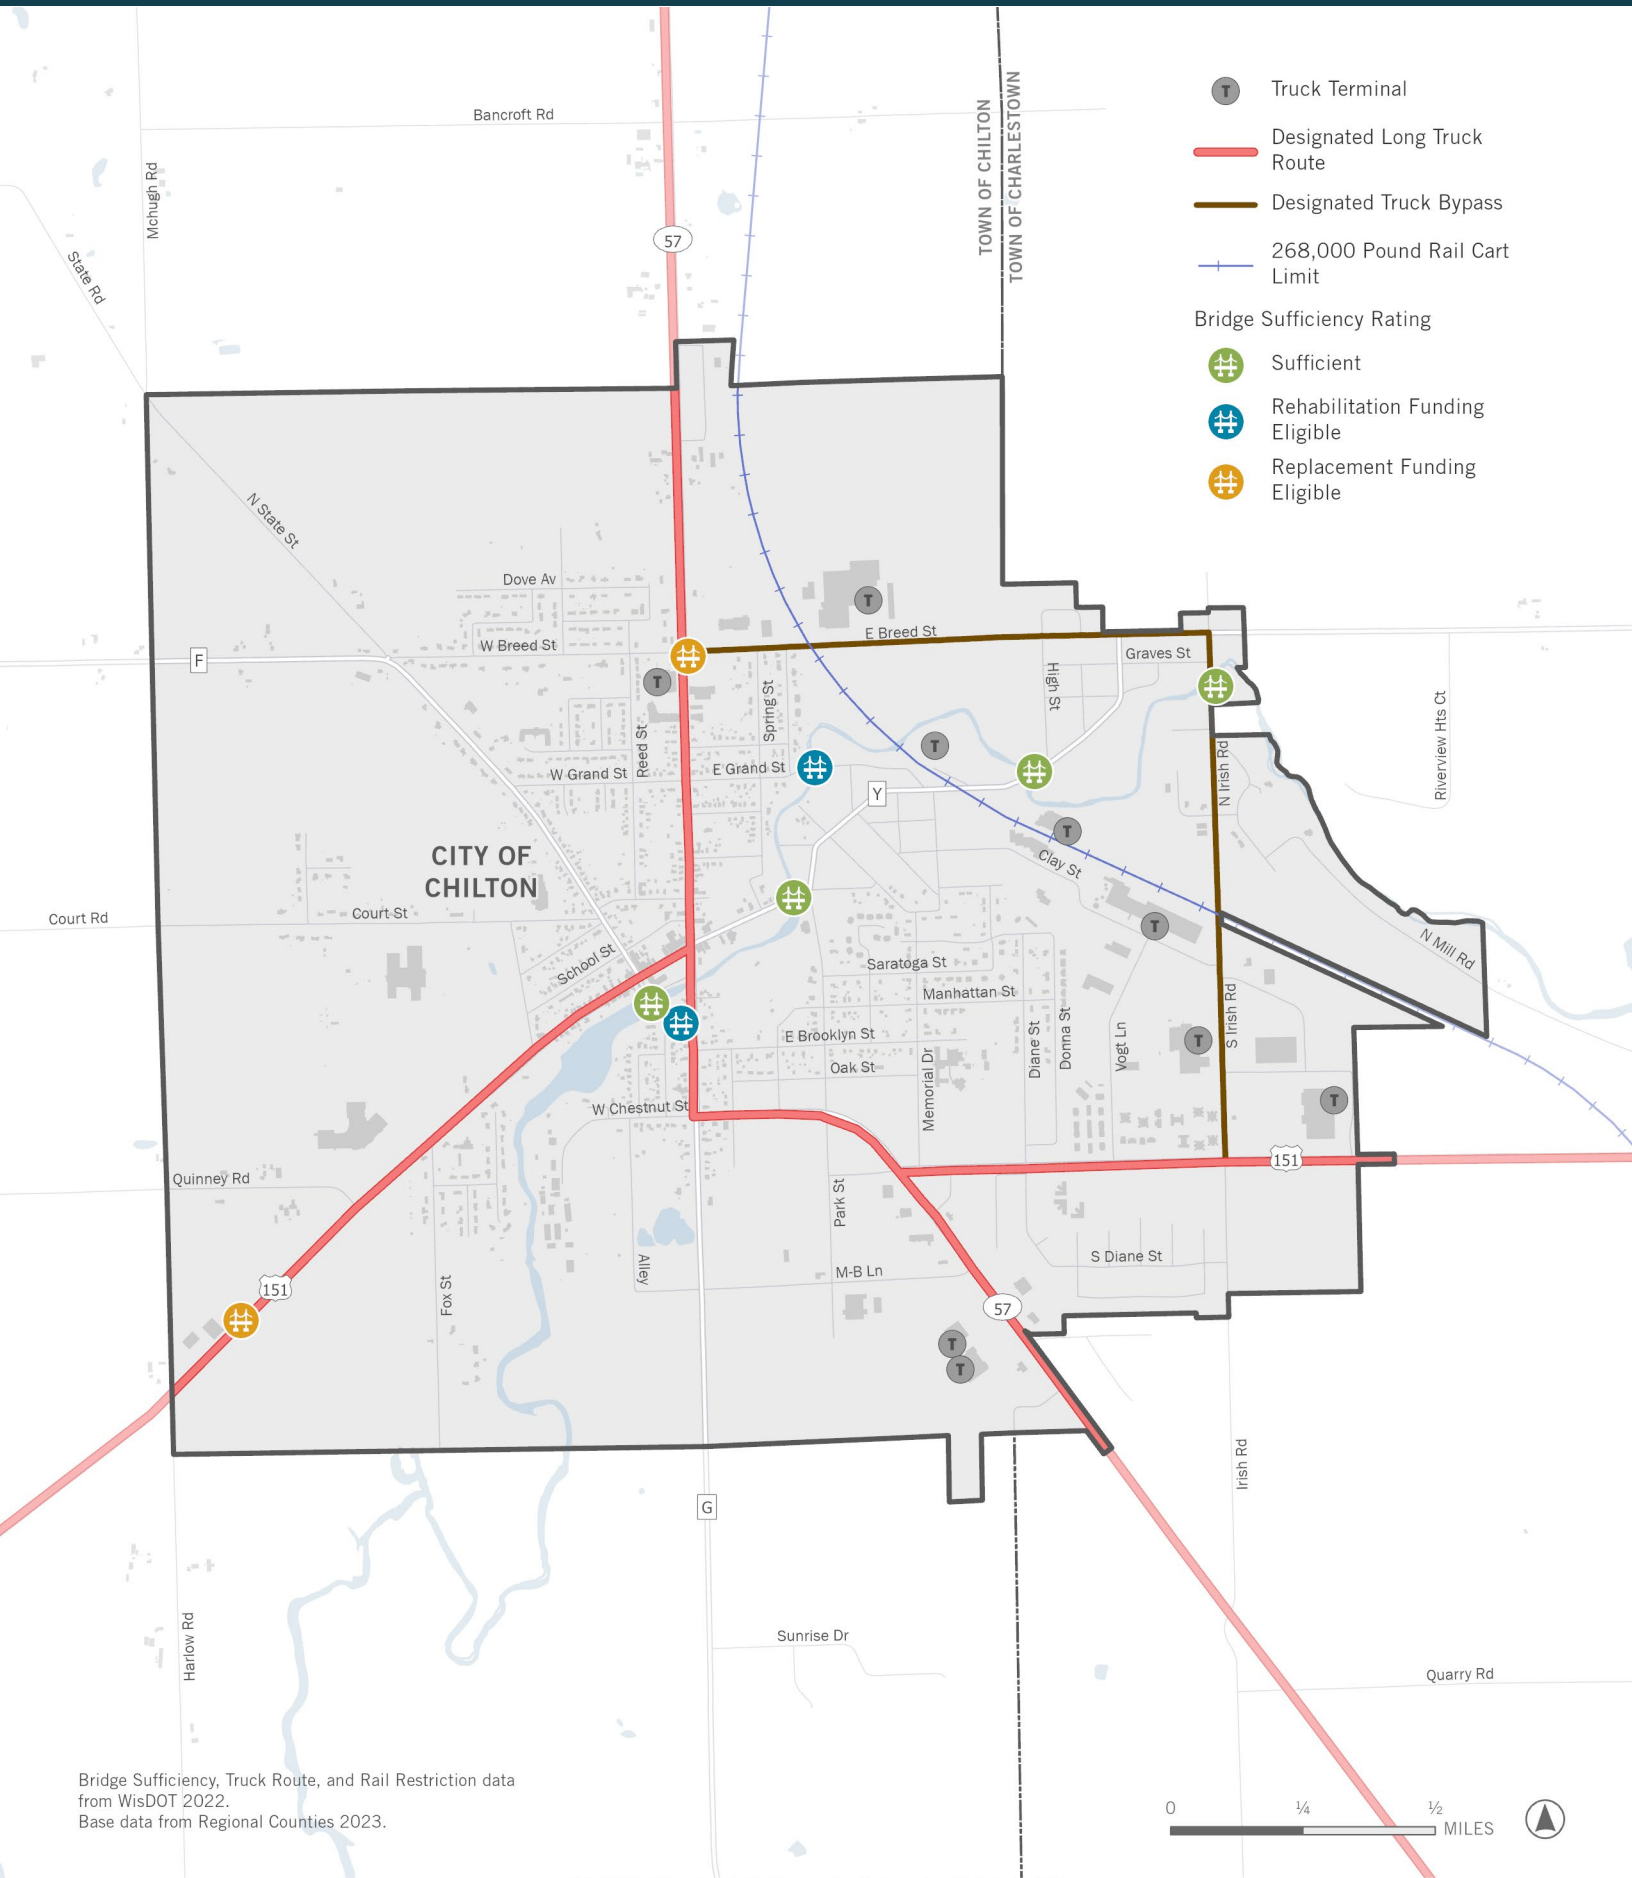 Bancroft Rd
Mchugh Rd
State Rd
57
TOWN OF CHILTON
TOWN OF CHARLESTOWN
T
Truck Terminal
Designated Long Truck
Route
Designated Truck Bypass
268,000 Pound Rail Cart
Limit
Bridge Sufficiency Rating
Sufficient
Rehabilitation Funding
Eligible
Replacement Funding
Eligible
N State St
Dove Av
W Breed St
F
T
E Breed St
Graves St
High St
T
Spring St
Reed St
W Grand St
E Grand St
T
Y
N Irish Rd
Riverview Hts Ct
CITY OF
CHILTON
T
Clay St
Court Rd
Court St
T
N Mill Rd
School St
Saratoga St
Manhattan St
E Brooklyn St
Oak St
Memorial Dr
Diane St
Donna St
Vogt Ln
T
S Irish Rd
T
W Chestnut St
151
Quinney Rd
Park St
S Diane St
Alley
M-B Ln
151
Fox St
57
T
T
Irish Rd
G
Harlow Rd
Sunrise Dr
Quarry Rd
Bridge Sufficiency, Truck Route, and Rail Restriction data
from WisDOT 2022.
Base data from Regional Counties 2023.
0 ¼ ½
MILES